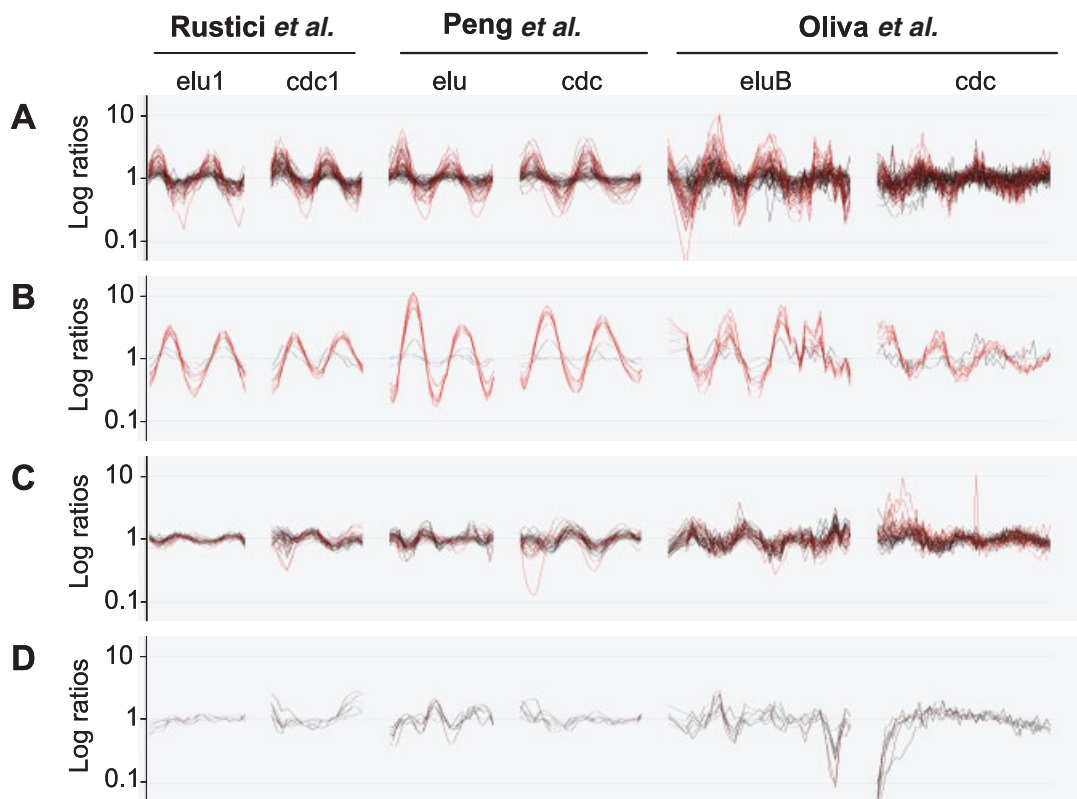 Rustici et al. Peng et al. Oliva et al.
elu1 cdc1 elu cdc eluB cdc
A
Log ratios
10
1
0.1
B
Log ratios
10
1
0.1
C
Log ratios
10
1
0.1
D
Log ratios
10
1
0.1